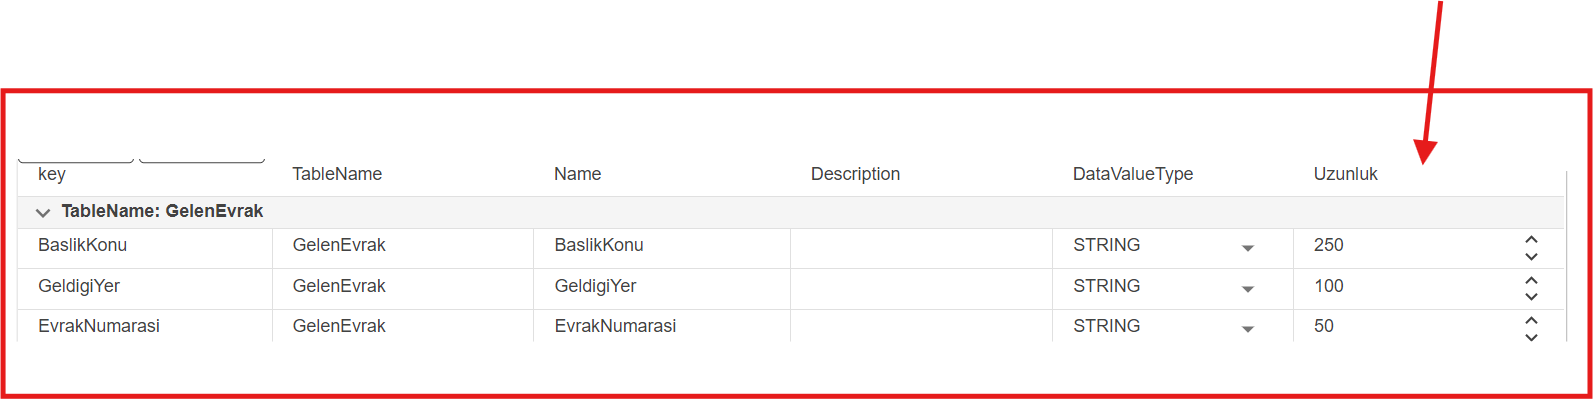 key TableName Name Description DataValueType Uzunluk
TableName: GelenEvrak
BaslikKonu GelenEvrak BaslikKonu STRING 250
GeldigiYer GelenEvrak GeldigiYer STRING 100
EvrakNumarasi GelenEvrak EvrakNumarasi STRING 50